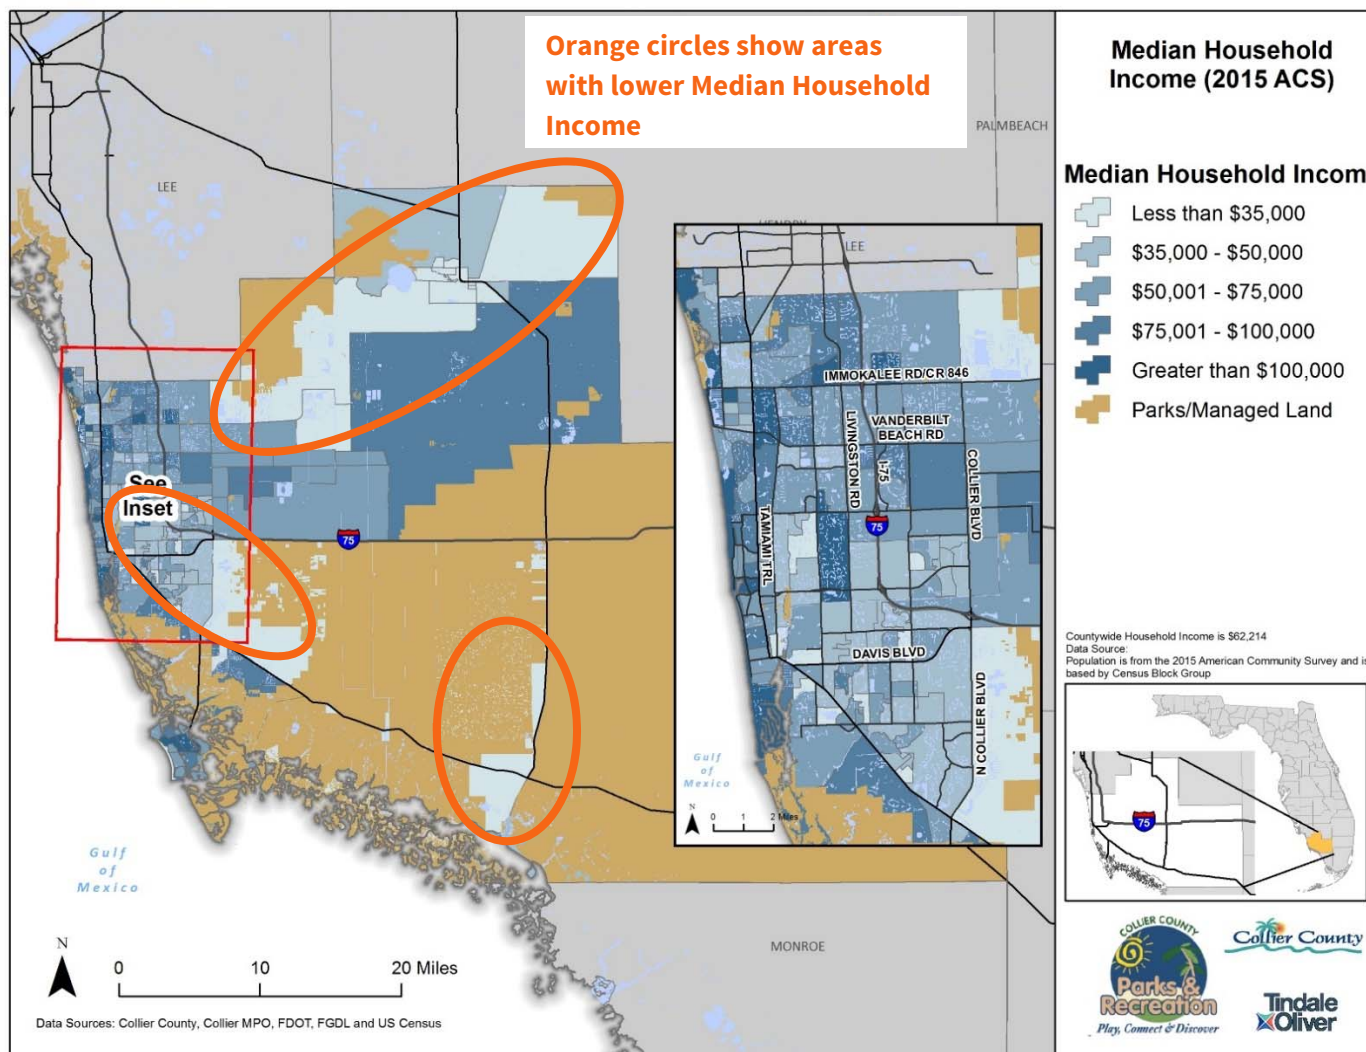 Orange circles show areas
with lower Median Household
Income
Median Household
Income (2015 ACS)
Median Household Incom
Less than $35,000
$35,000 - $50,000
$50,001 - $75,000
$75,001 - $100,000
Greater than $100,000
Parks/Managed Land
PALMBEACH
LEE
HENDRY
LEE
See
Inset
75
IMMOKALEE RD/CR 846
VANDERBILT
BEACH RD
LIVINGSTON RD
I-75
COLLIER BLVD
TAMIAMI TRL
75
DAVIS BLVD
N COLLIER BLVD
Gulf
of
Mexico
N
0 1 2 Miles
Countywide Household Income is $62,214
Data Source:
Population is from the 2015 American Community Survey and is
based by Census Block Group
75
Gulf
of
Mexico
MONROE
N
0 10 20 Miles
Data Sources: Collier County, Collier MPO, FDOT, FGDL and US Census
COLLIER COUNTY
Parks &
Recreation
Play, Connect & Discover
Collier County
Tindale
Oliver